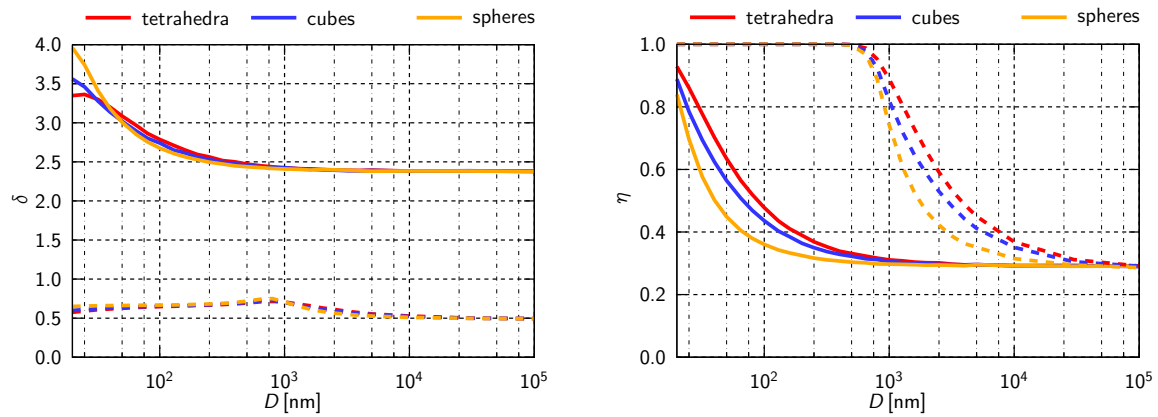 tetrahedra cubes spheres
4.0
3.5
3.0
2.5
2.0
1.5
1.0
0.5
0.0
δ
10² 10³ 10⁴ 10⁵
D [nm]
tetrahedra cubes spheres
1.0
0.8
0.6
0.4
0.2
0.0
η
10² 10³ 10⁴ 10⁵
D [nm]